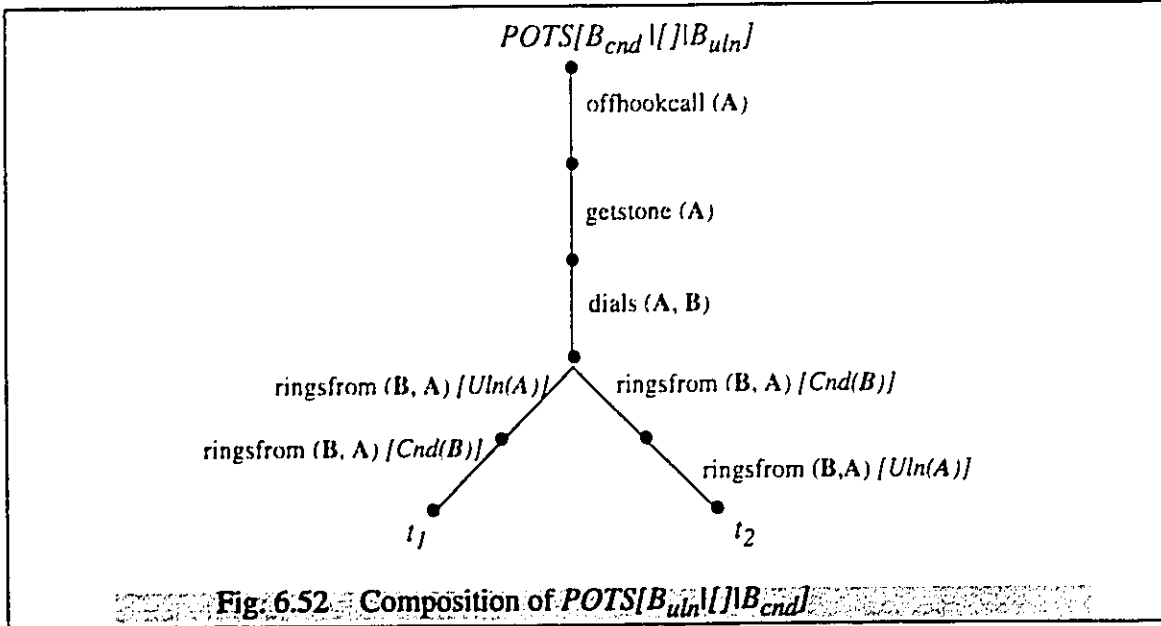 POTS[B_cnd |[ ]| B_uln]
offhookcall (A)
getstone (A)
dials (A, B)
ringsfrom (B, A) [Uln(A)]
ringsfrom (B, A) [Cnd(B)]
ringsfrom (B, A) [Cnd(B)]
ringsfrom (B,A) [Uln(A)]
t1
t2
Fig. 6.52 Composition of POTS[B_uln|[ ]|B_cnd]